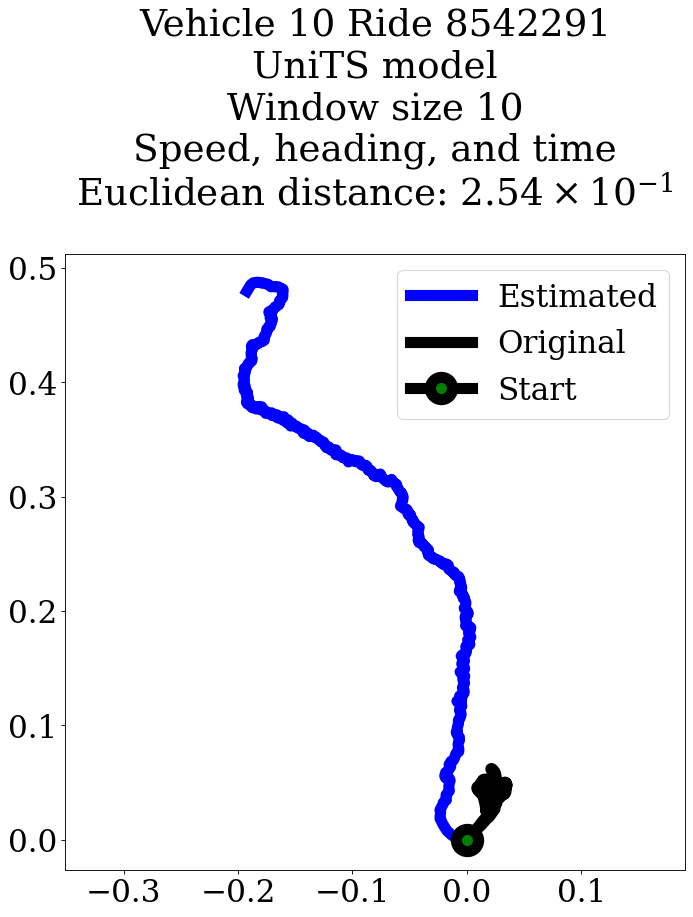 Vehicle 10 Ride 8542291
UniTS model
Window size 10
Speed, heading, and time
Euclidean distance: 2.54 × 10⁻¹
Estimated
Original
Start
0.5
0.4
0.3
0.2
0.1
0.0
−0.3 −0.2 −0.1 0.0 0.1